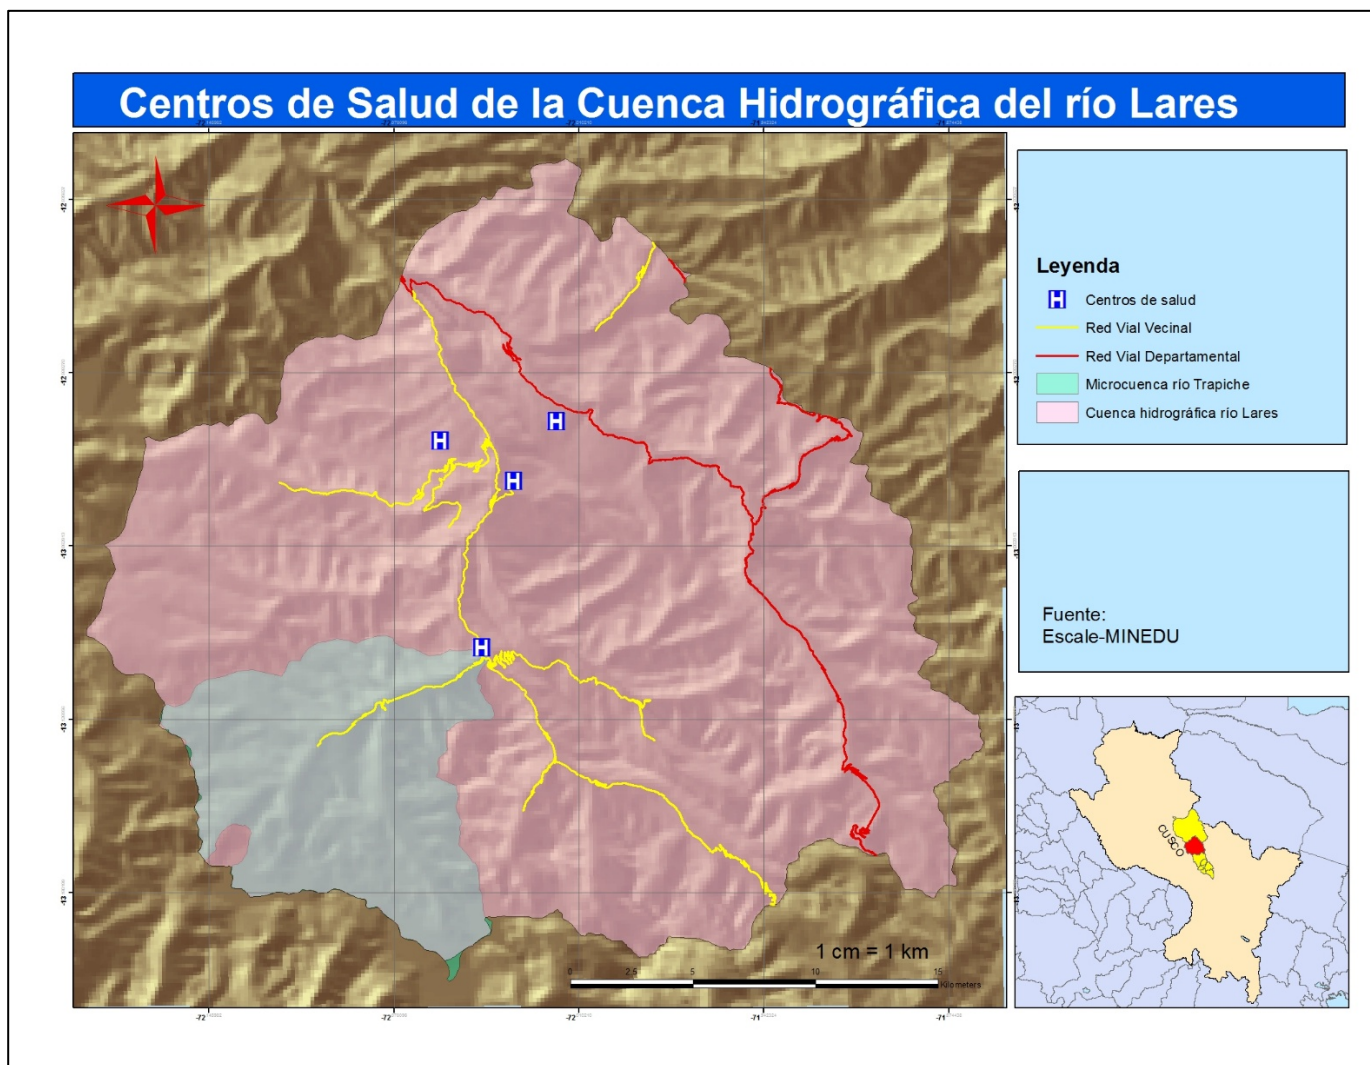 Centros de Salud de la Cuenca Hidrográfica del río Lares
Leyenda
H Centros de salud
Red Vial Vecinal
Red Vial Departamental
Microcuenca río Trapiche
Cuenca hidrográfica río Lares
H
H
H
H
Fuente:
Escale-MINEDU
CUSCO
1 cm = 1 km
0 2.5 5 10 15
Kilometers